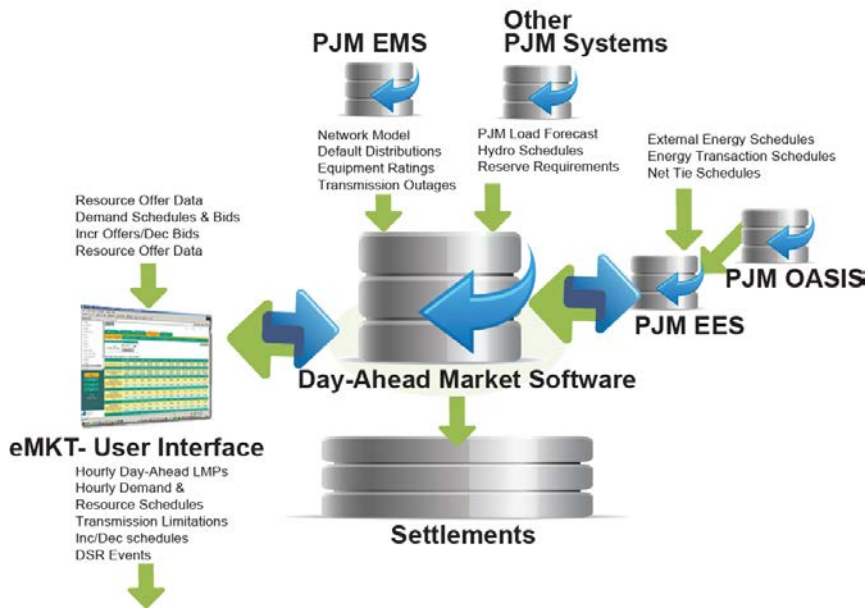 PJM EMS
Other
PJM Systems
Network Model
Default Distributions
Equipment Ratings
Transmission Outages
PJM Load Forecast
Hydro Schedules
Reserve Requirements
External Energy Schedules
Energy Transaction Schedules
Net Tie Schedules
Resource Offer Data
Demand Schedules & Bids
Incr Offers/Dec Bids
Resource Offer Data
PJM OASIS
PJM EES
Day-Ahead Market Software
eMKT- User Interface
Hourly Day-Ahead LMPs
Hourly Demand &
Resource Schedules
Transmission Limitations
Inc/Dec schedules
DSR Events
Settlements